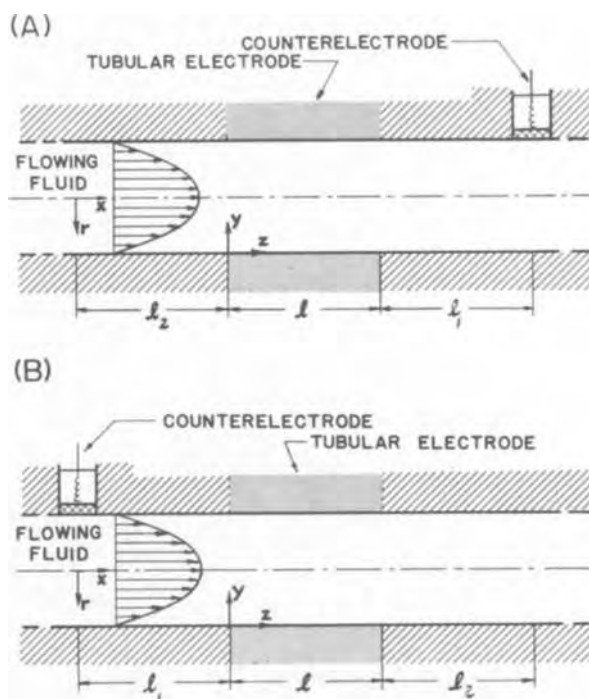 (A)
COUNTERELECTRODE
TUBULAR ELECTRODE
FLOWING
FLUID
x
r
y
z
l₂
l
l₁
(B)
COUNTERELECTRODE
TUBULAR ELECTRODE
FLOWING
FLUID
x
r
y
z
l₁
l
l₂